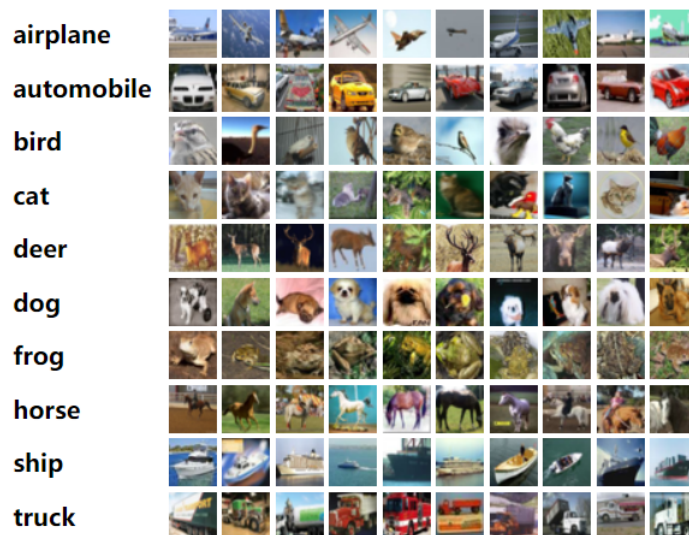 airplane
automobile
bird
cat
deer
dog
frog
horse
ship
truck